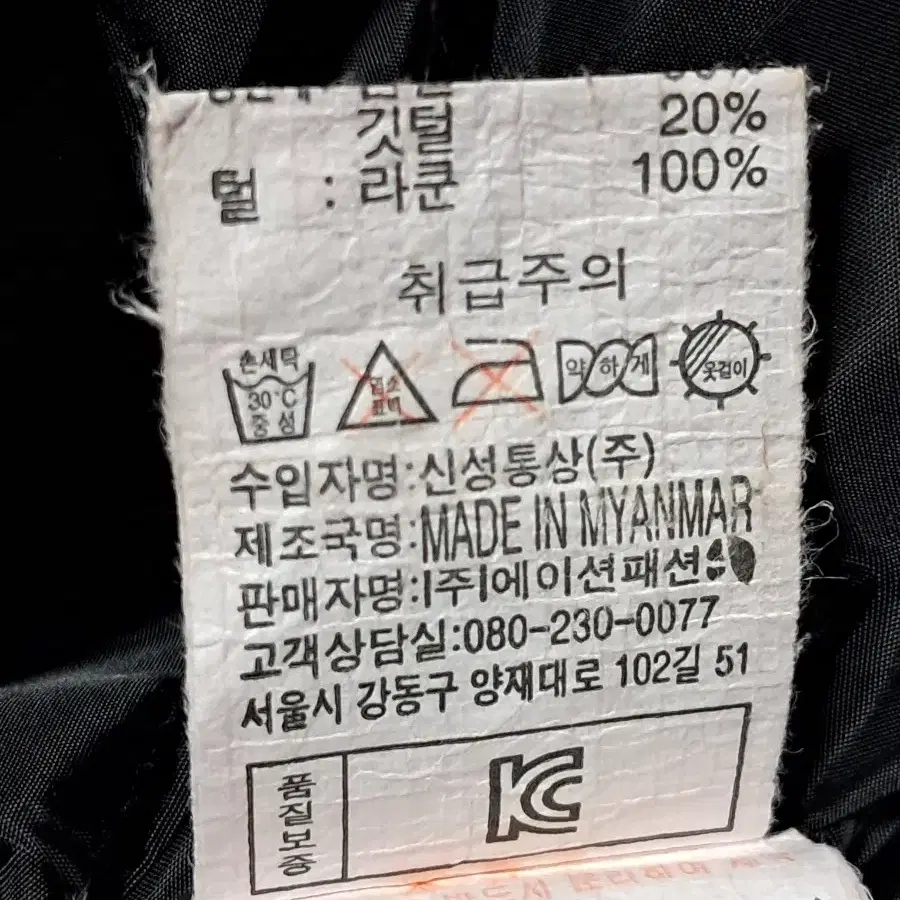 깃털 20%
털 : 라쿤 100%
취급주의
손세탁
30℃
중성
약하게
옷걸이
수입자명:신성통상(주)
제조국명:MADE IN MYANMAR
판매자명:(주)에이션패션
고객상담실:080-230-0077
서울시 강동구 양재대로 102길 51
품질보증
KC